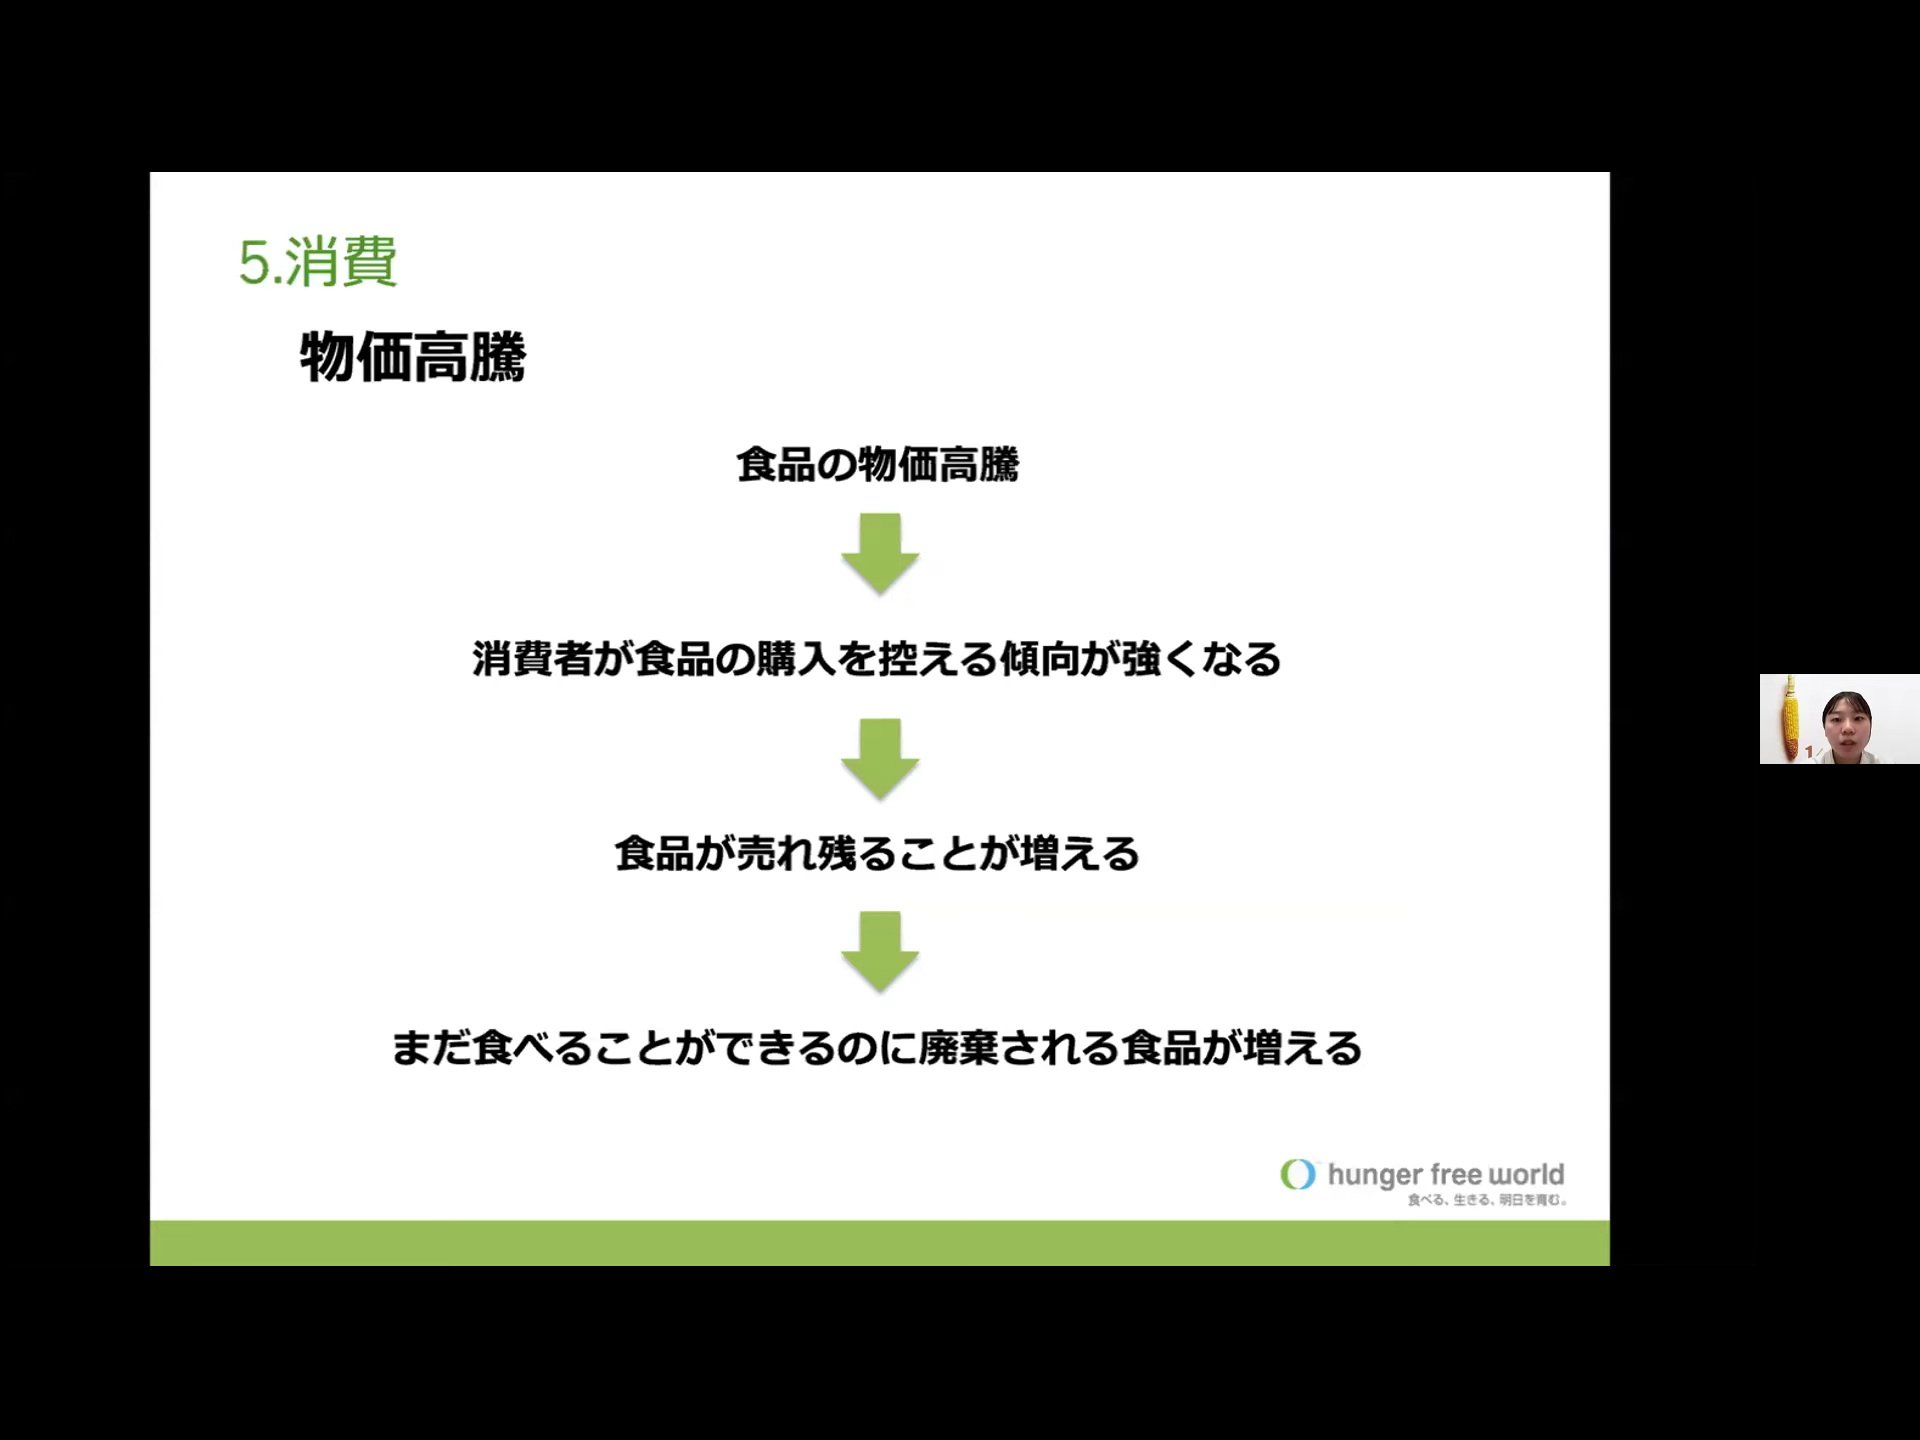 5.消費
物価高騰
食品の物価高騰
消費者が食品の購入を控える傾向が強くなる
食品が売れ残ることが増える
まだ食べることができるのに廃棄される食品が増える
hunger free world
食べる、生きる、明日を育む。
1/